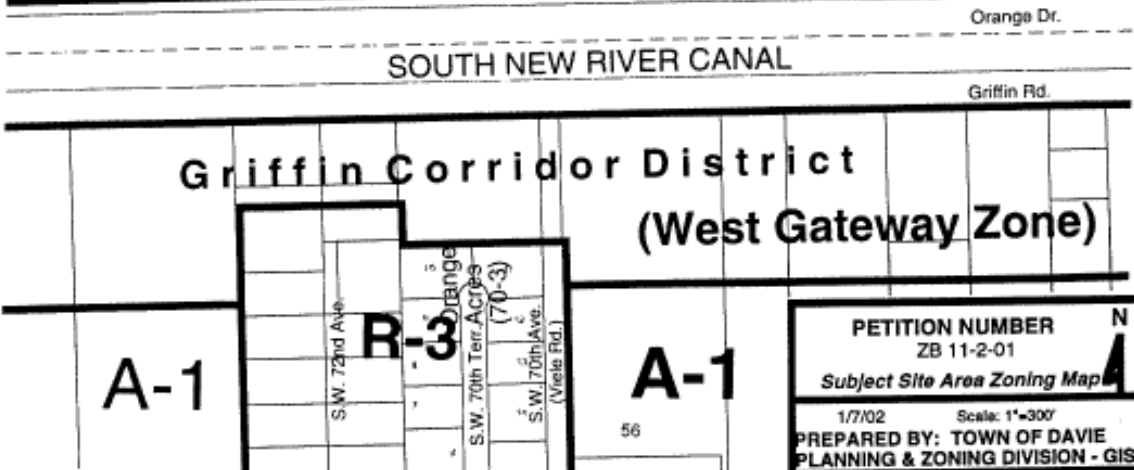 Orange Dr.
SOUTH NEW RIVER CANAL
Griffin Rd.
Griffin Corridor District
(West Gateway Zone)
A-1
S.W. 72nd Ave.
R-3
Orange
Acres
(70-3)
S.W. 70th Terr.
S.W. 70th Ave.
(Viele Rd.)
A-1
56
PETITION NUMBER
N
ZB 11-2-01
Subject Site Area Zoning Map
1/7/02 Scale: 1"=300'
PREPARED BY: TOWN OF DAVIE
PLANNING & ZONING DIVISION - GIS